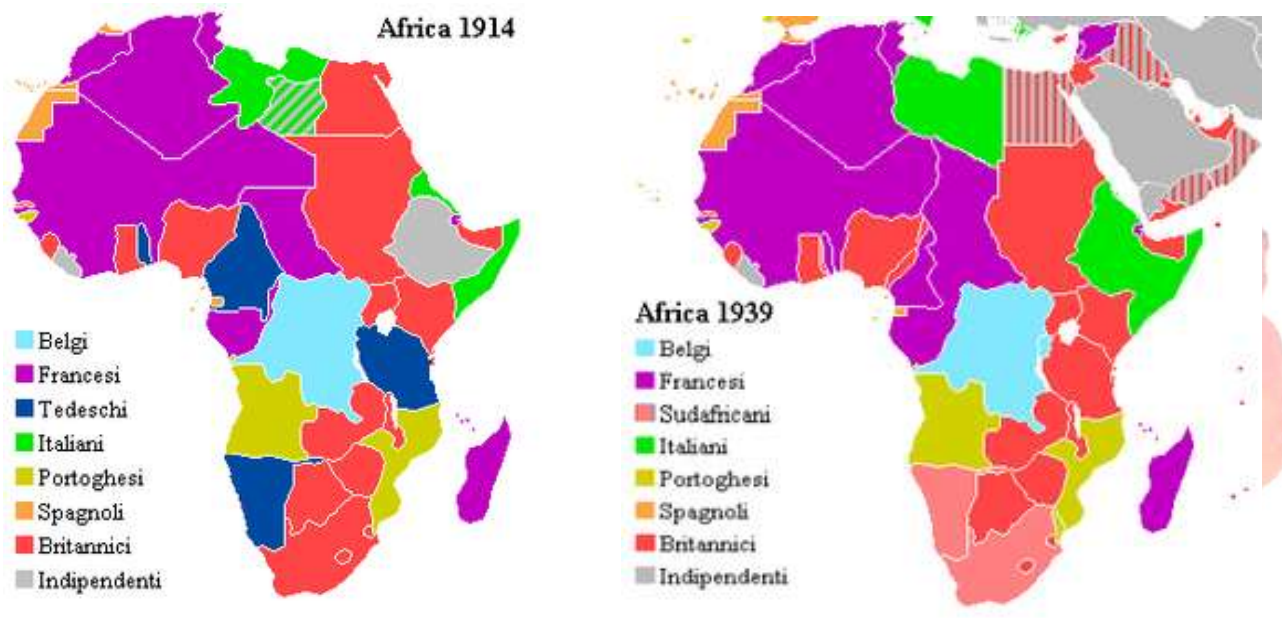 Africa 1914
Belgi
Francesi
Tedeschi
Italiani
Portoghesi
Spagnoli
Britannici
Indipendenti
Africa 1939
Belgi
Francesi
Sudafricani
Italiani
Portoghesi
Spagnoli
Britannici
Indipendenti